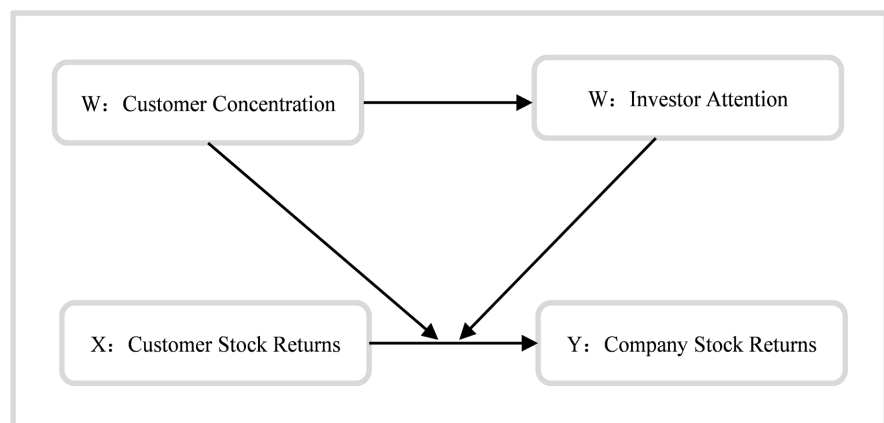 W：Customer Concentration
W：Investor Attention
X：Customer Stock Returns
Y：Company Stock Returns